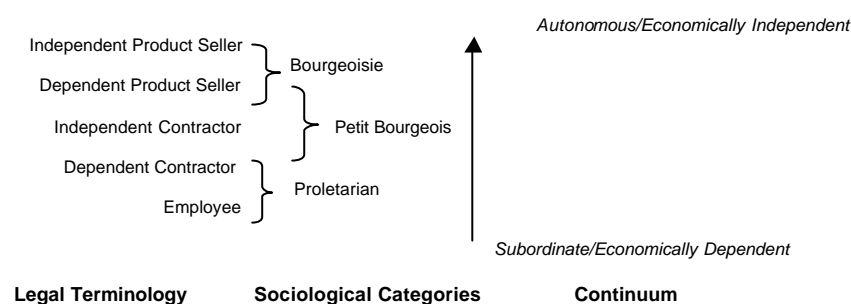 Autonomous/Economically Independent
Independent Product Seller
Bourgeoisie
Dependent Product Seller
Independent Contractor
Petit Bourgeois
Dependent Contractor
Proletarian
Employee
Subordinate/Economically Dependent
Legal Terminology Sociological Categories Continuum